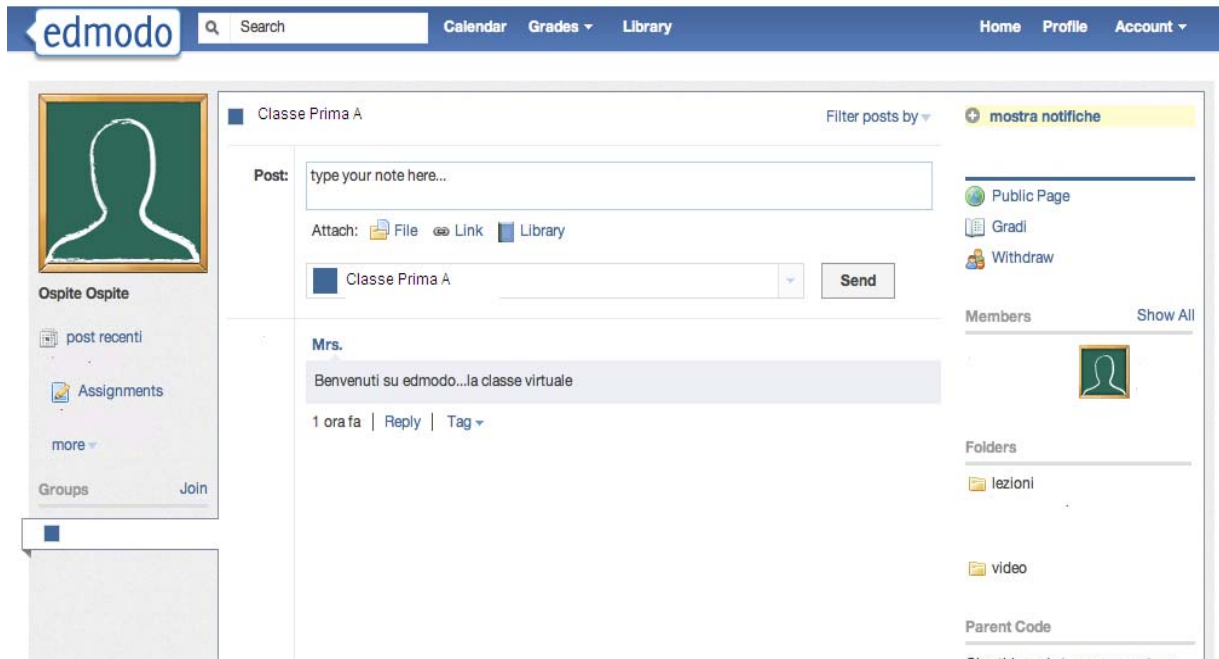 edmodo Search Calendar Grades Library Home Profile Account
Classe Prima A Filter posts by
Post: type your note here...
Attach: File Link Library
Classe Prima A Send
Ospite Ospite
post recenti
Assignments
more
Groups Join
Mrs.
Benvenuti su edmodo...la classe virtuale
1 ora fa | Reply | Tag
mostra notifiche
Public Page
Gradi
Withdraw
Members Show All
Folders
lezioni
video
Parent Code